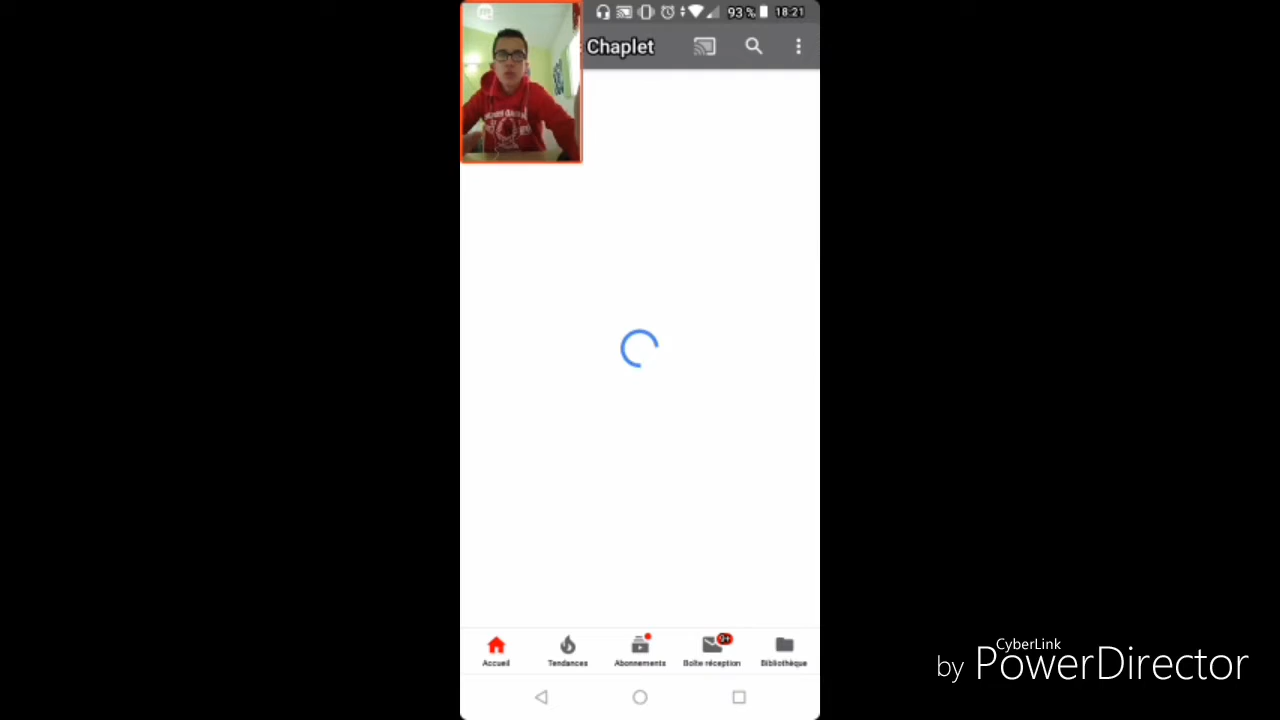 93 % 18:21
Chaplet
9+
Accueil Tendances Abonnements Boîte réception Bibliothèque
CyberLink
by PowerDirector